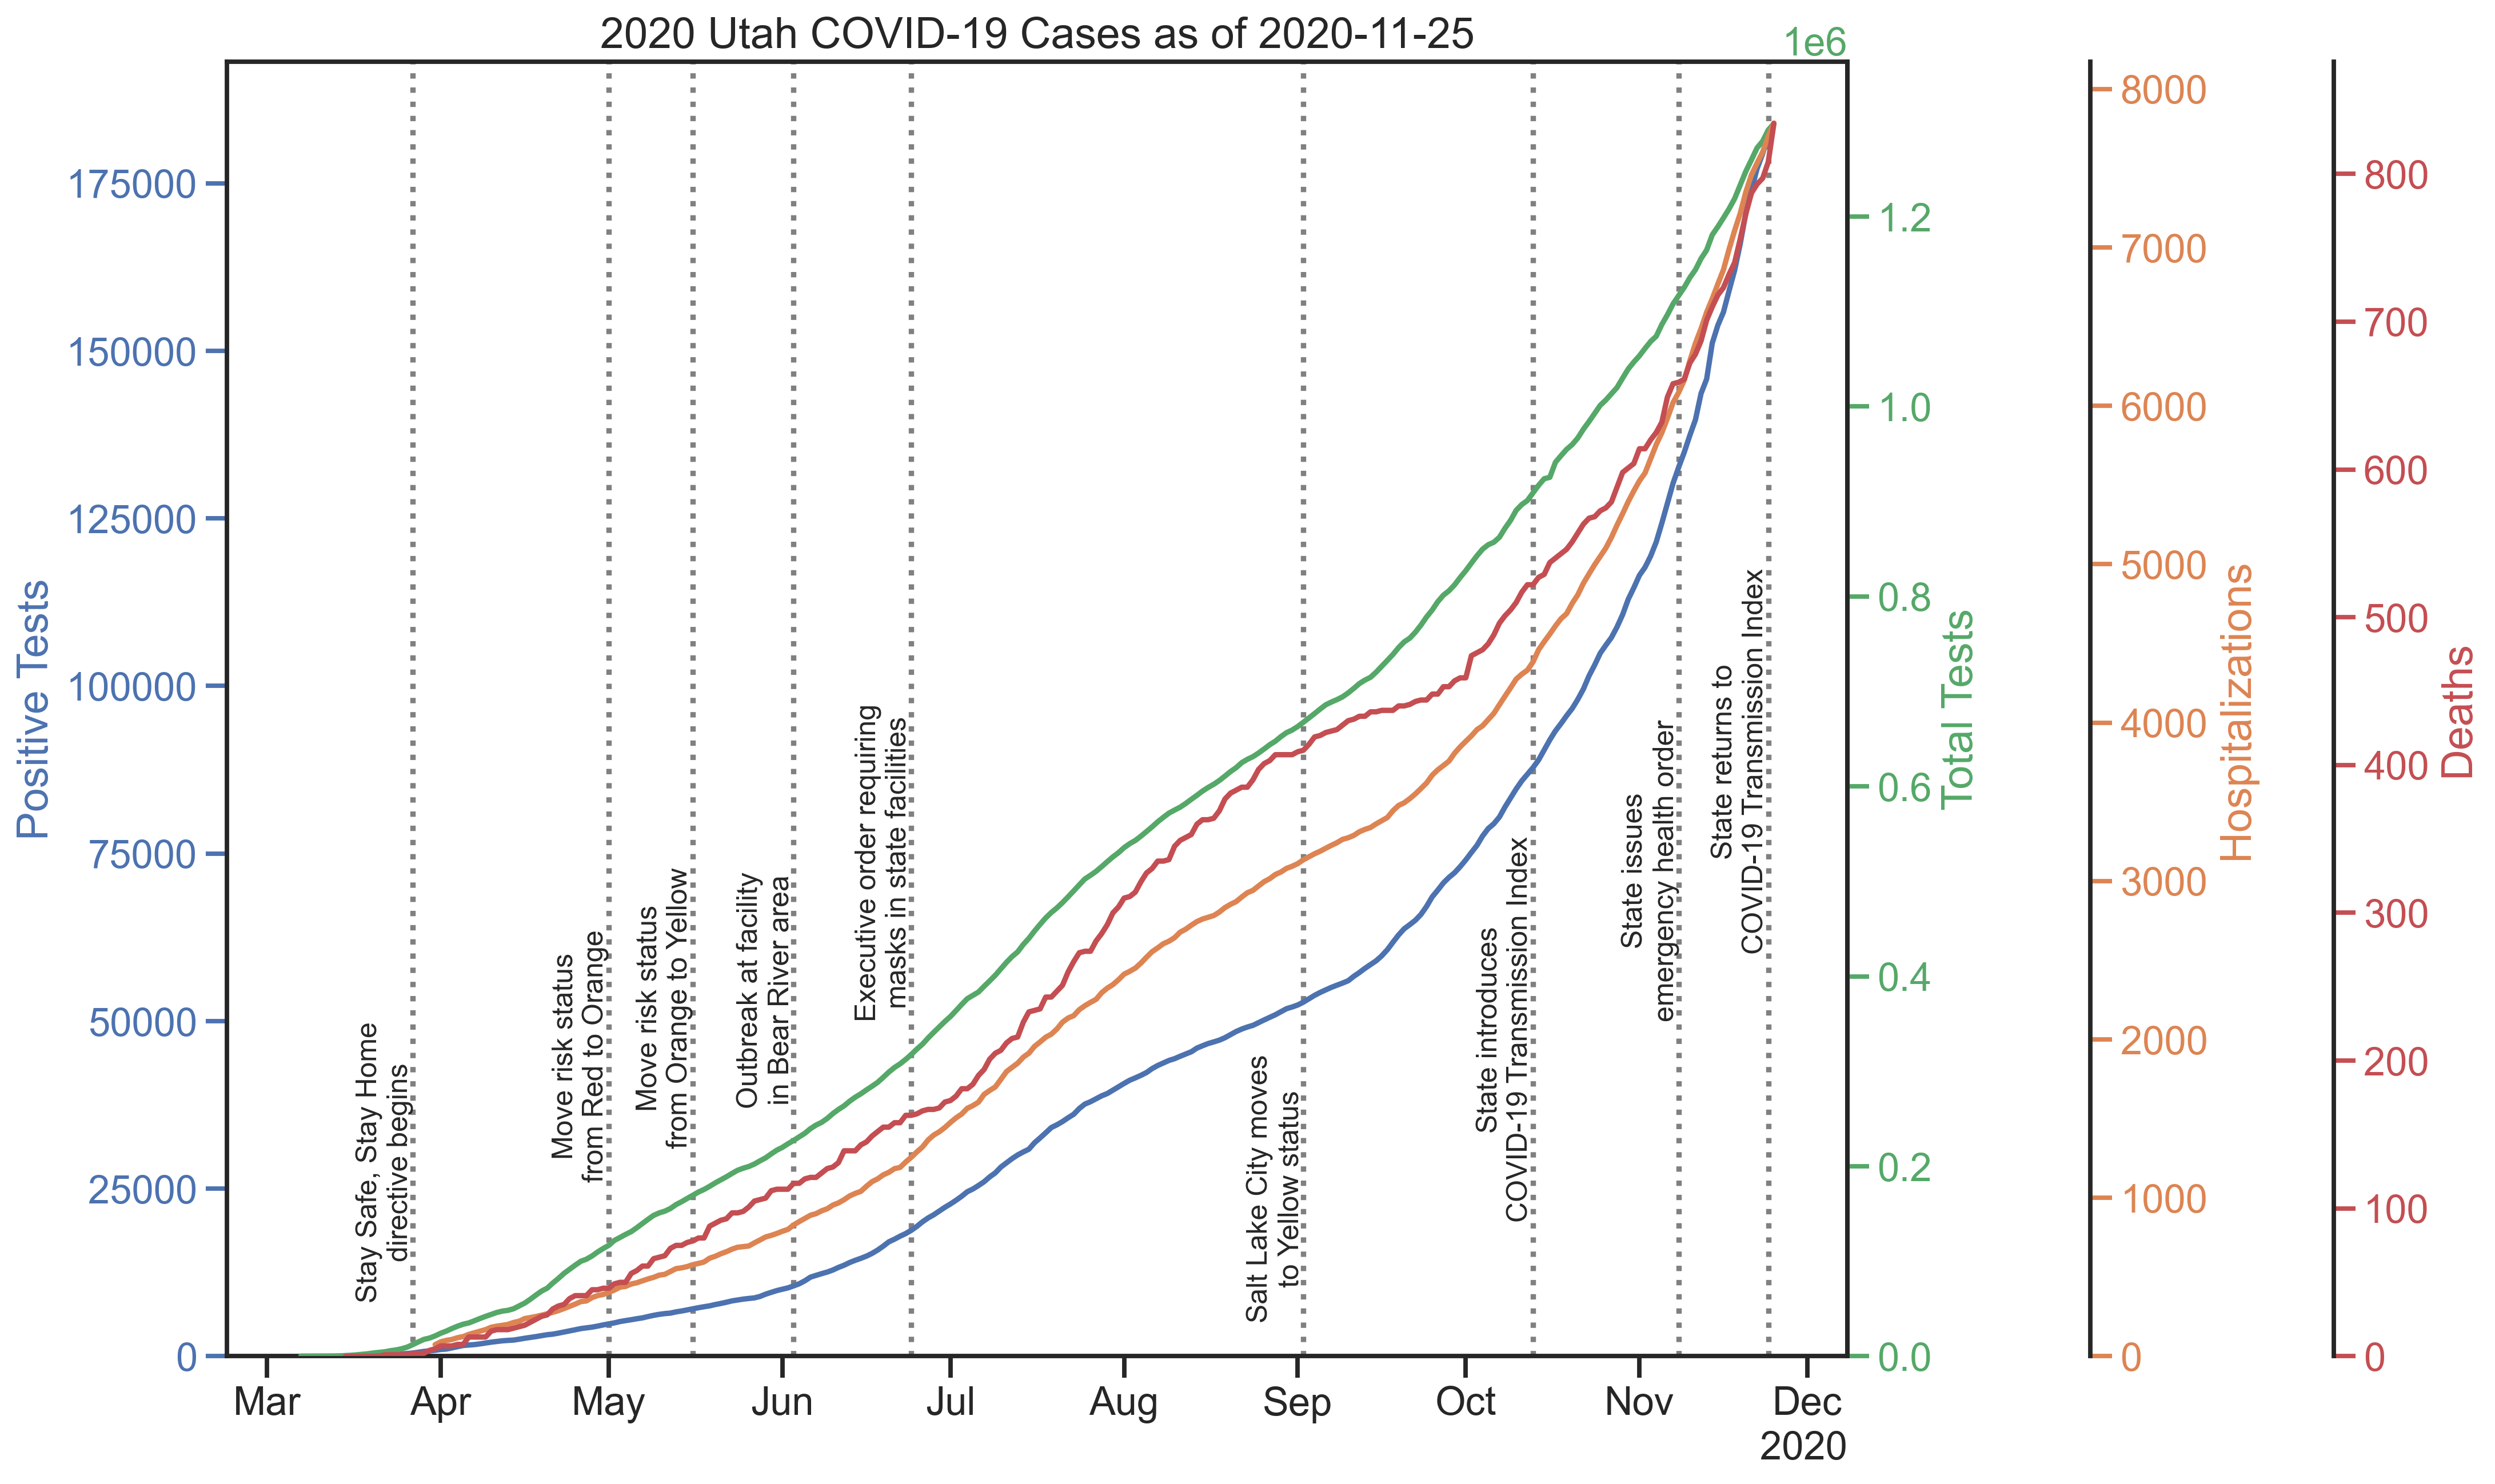 2020 Utah COVID-19 Cases as of 2020-11-25
1e6
Positive Tests
175000
150000
125000
100000
75000
50000
25000
0
Stay Safe, Stay Home
directive begins
Move risk status
from Red to Orange
Move risk status
from Orange to Yellow
Outbreak at facility
in Bear River area
Executive order requiring
masks in state facilities
Salt Lake City moves
to Yellow status
State introduces
COVID-19 Transmission Index
State issues
emergency health order
State returns to
COVID-19 Transmission Index
1.2
1.0
0.8
0.6
0.4
0.2
0.0
Total Tests
8000
7000
6000
5000
4000
3000
2000
1000
0
Hospitalizations
800
700
600
500
400
300
200
100
0
Deaths
Mar
Apr
May
Jun
Jul
Aug
Sep
Oct
Nov
Dec
2020